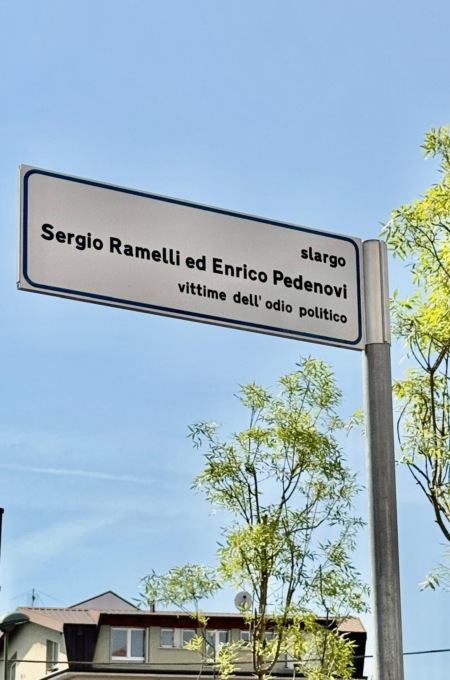 slargo
Sergio Ramelli ed Enrico Pedenovi
vittime dell' odio politico